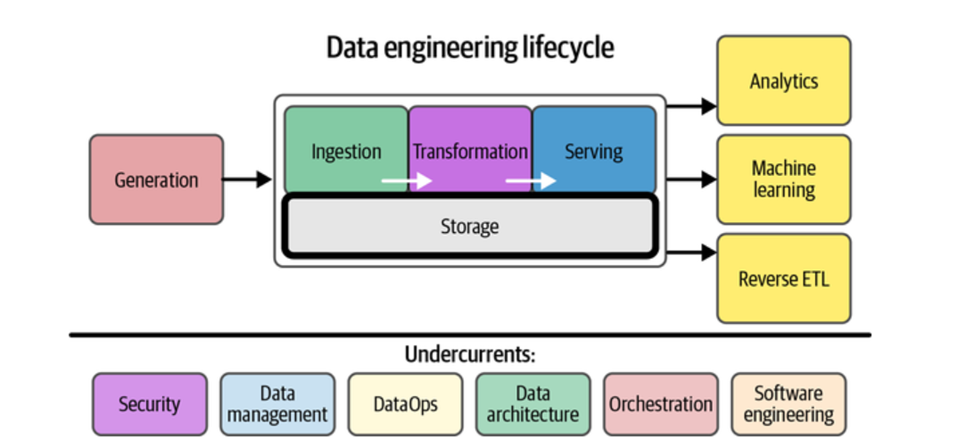 Data engineering lifecycle
Generation
Ingestion
Transformation
Serving
Storage
Analytics
Machine
learning
Reverse ETL
Undercurrents:
Security
Data
management
DataOps
Data
architecture
Orchestration
Software
engineering